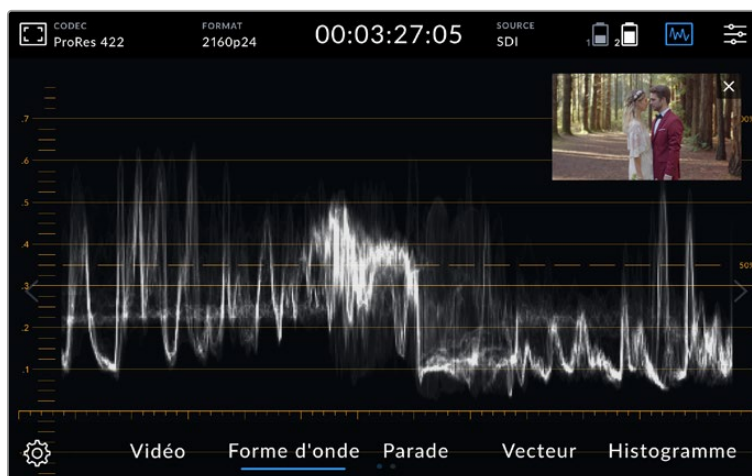 CODEC
ProRes 422
FORMAT
2160p24
00:03:27:05
SOURCE
SDI
1
2
.7
.6
.5
.4
.3
.2
.1
50%
Vidéo
Forme d'onde
Parade
Vecteur
Histogramme